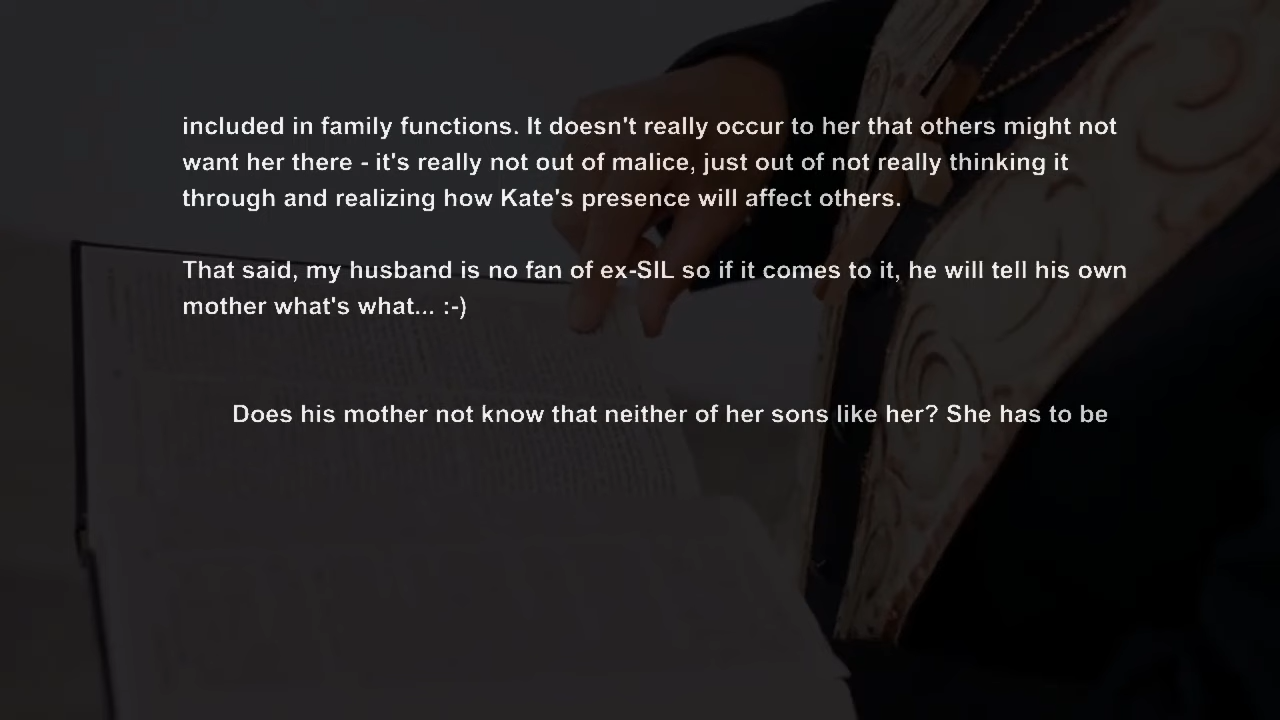 included in family functions. It doesn't really occur to her that others might not
want her there - it's really not out of malice, just out of not really thinking it
through and realizing how Kate's presence will affect others.
That said, my husband is no fan of ex-SIL so if it comes to it, he will tell his own
mother what's what... :-)
Does his mother not know that neither of her sons like her? She has to be